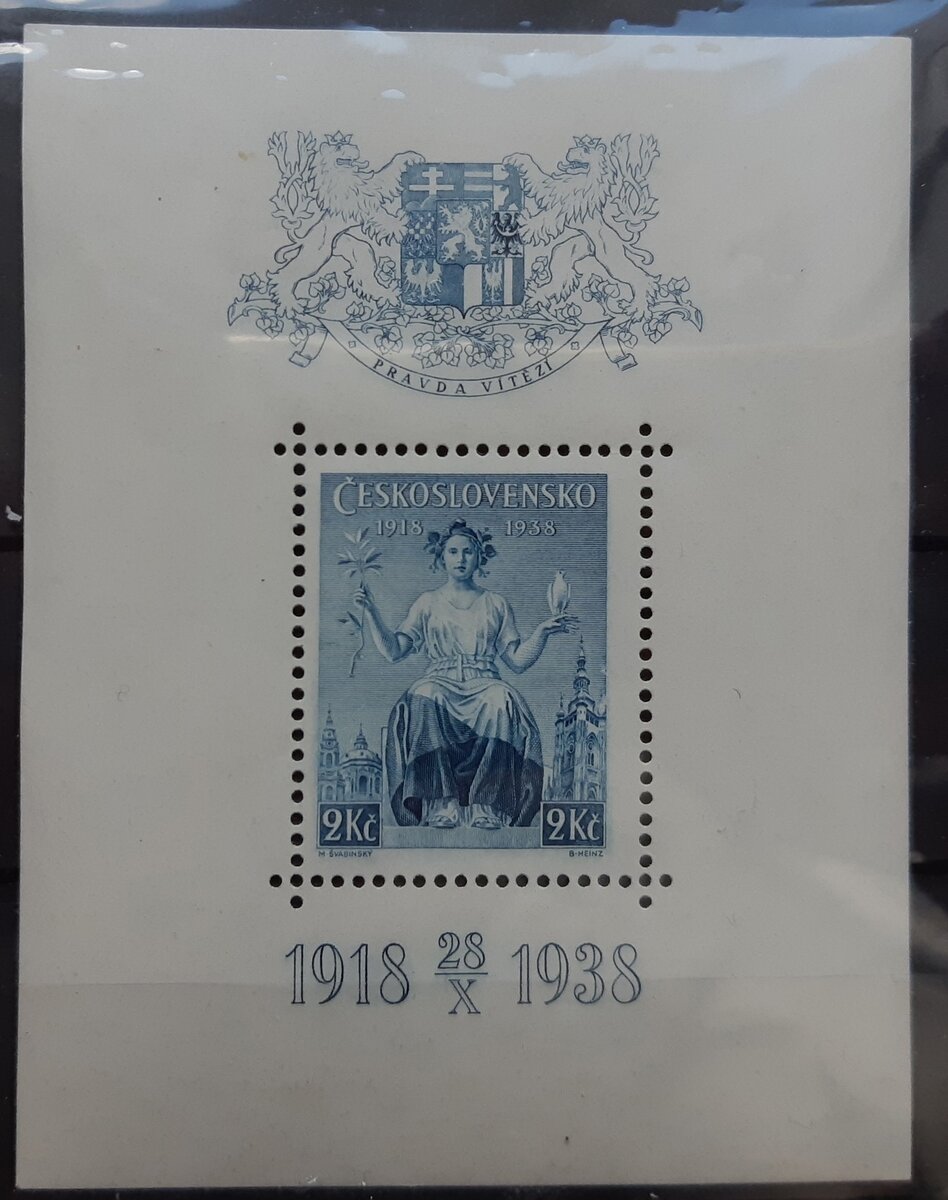 PRAVDA VÍTĚZÍ
ČESKOSLOVENSKO
1918 1938
2Kč 2Kč
M·ŠVABINSKÝ B·HEINZ
1918 28/X 1938